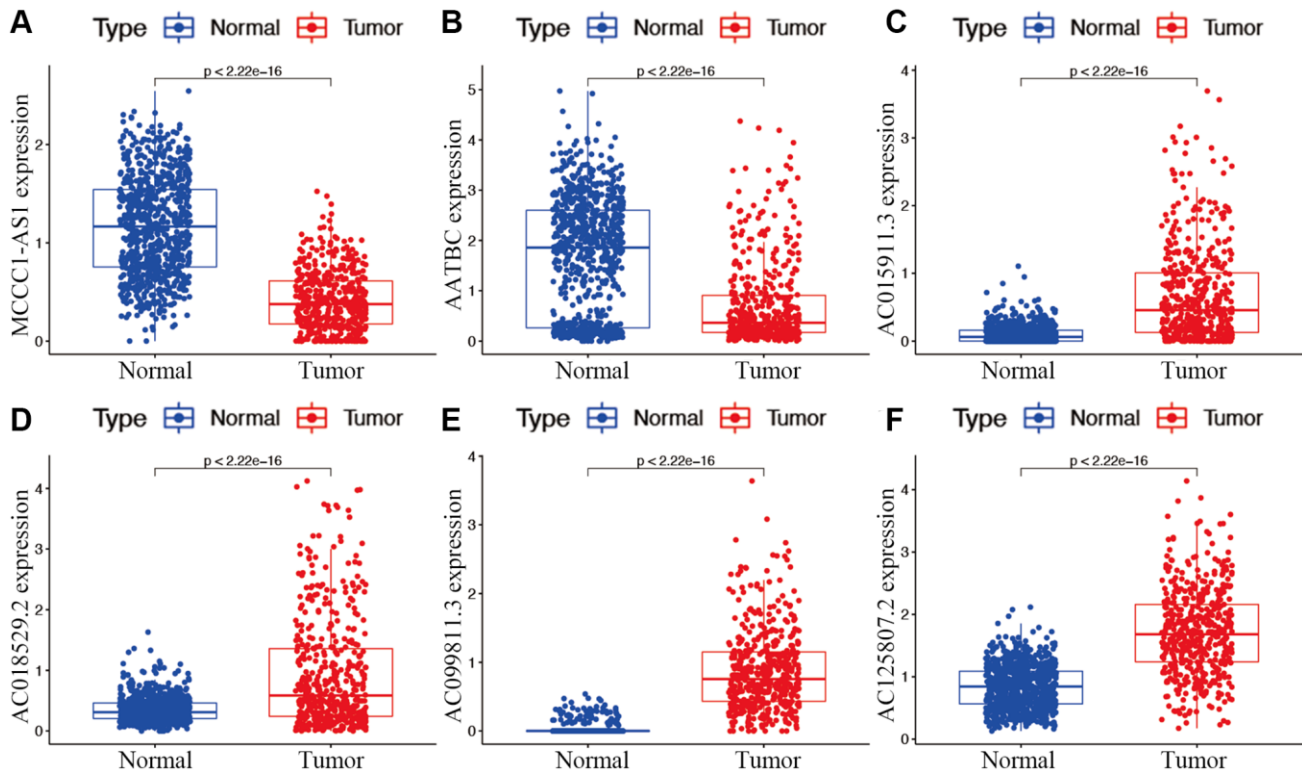 A
Type Normal Tumor
p < 2.22e-16
MCCC1-AS1 expression
2
1
0
Normal Tumor
B
Type Normal Tumor
p < 2.22e-16
AATBC expression
5
4
3
2
1
0
Normal Tumor
C
Type Normal Tumor
p < 2.22e-16
AC015911.3 expression
4
3
2
1
0
Normal Tumor
D
Type Normal Tumor
p < 2.22e-16
AC018529.2 expression
4
3
2
1
0
Normal Tumor
E
Type Normal Tumor
p < 2.22e-16
AC099811.3 expression
4
3
2
1
0
Normal Tumor
F
Type Normal Tumor
p < 2.22e-16
AC125807.2 expression
4
3
2
1
0
Normal Tumor